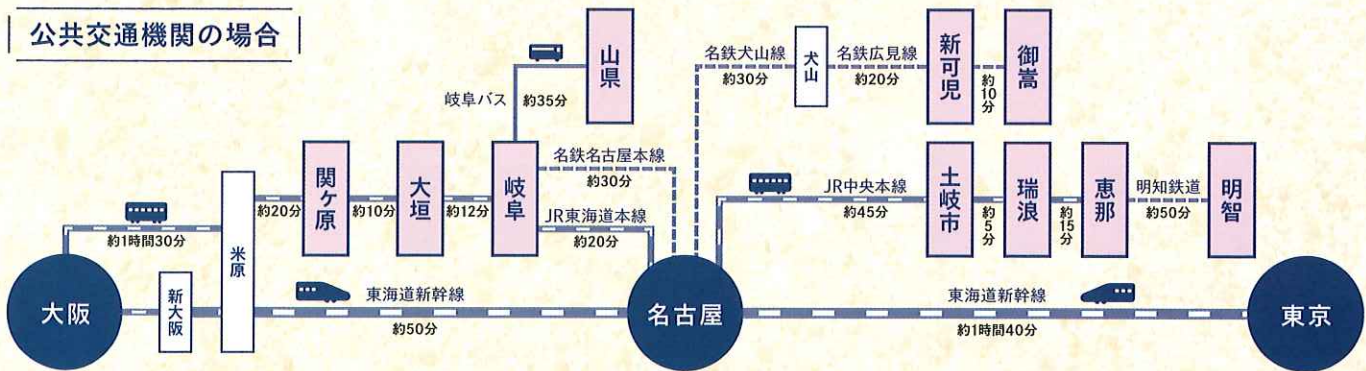 公共交通機関の場合
山県
岐阜バス
約35分
名鉄犬山線
約30分
犬山
名鉄広見線
約20分
新可児
約10分
御嵩
大阪
約1時間30分
新大阪
米原
約20分
関ヶ原
約10分
大垣
約12分
岐阜
名鉄名古屋本線
約30分
JR東海道本線
約20分
東海道新幹線
約50分
名古屋
JR中央本線
約45分
土岐市
約5分
瑞浪
約15分
恵那
明知鉄道
約50分
明智
東海道新幹線
約1時間40分
東京